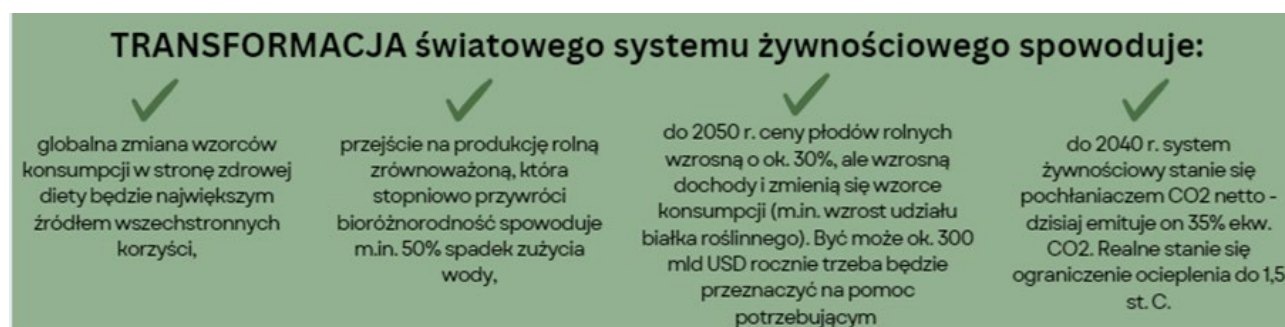 TRANSFORMACJA światowego systemu żywnościowego spowoduje:
globalna zmiana wzorców
konsumpcji w stronę zdrowej
diety będzie największym
źródłem wszechstronnych
korzyści,
przejście na produkcję rolną
zrównoważoną, która
stopniowo przywróci
bioróżnorodność spowoduje
m.in. 50% spadek zużycia
wody,
do 2050 r. ceny płodów rolnych
wzrosną o ok. 30%, ale wzrosną
dochody i zmienią się wzorce
konsumpcji (m.in. wzrost udziału
białka roślinnego). Być może ok. 300
mld USD rocznie trzeba będzie
przeznaczyć na pomoc
potrzebującym
do 2040 r. system
żywnościowy stanie się
pochłaniaczem CO2 netto -
dzisiaj emituje on 35% ekw.
CO2. Realne stanie się
ograniczenie ocieplenia do 1,5
st. C.